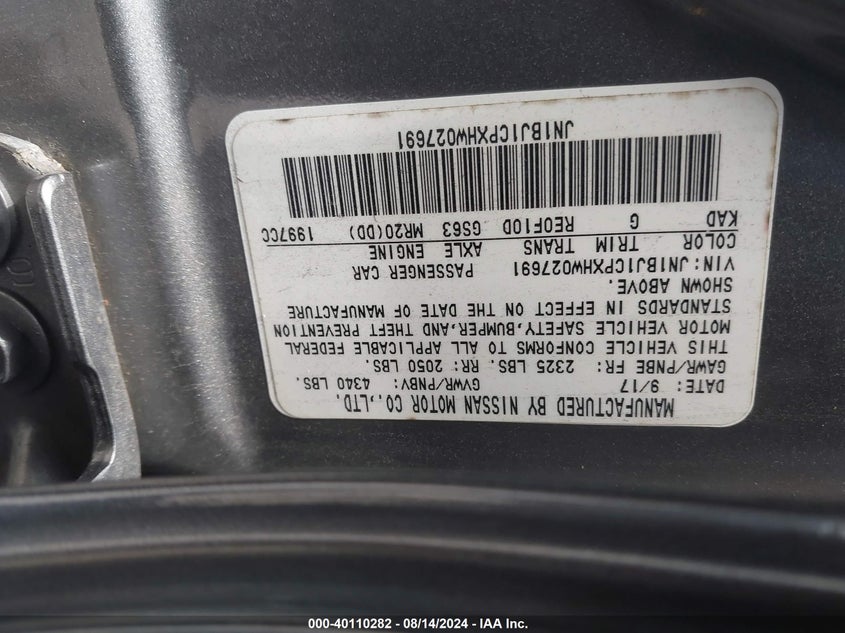 MANUFACTURED BY NISSAN MOTOR CO.,LTD.
DATE: 9/17 GVWR/PNBV: 4340 LBS.
GAWR/PNBE FR: 2325 LBS. RR: 2050 LBS.
THIS VEHICLE CONFORMS TO ALL APPLICABLE FEDERAL
MOTOR VEHICLE SAFETY,BUMPER,AND THEFT PREVENTION
STANDARDS IN EFFECT ON THE DATE OF MANUFACTURE
SHOWN ABOVE.
VIN:JN1BJ1CPXHW027691 PASSENGER CAR
COLOR TRIM TRANS AXLE ENGINE
KAD G RE0F10D GS63 MR20(DD) 1997CC
JN1BJ1CPXHW027691
000-40110282 - 08/14/2024 - IAA Inc.